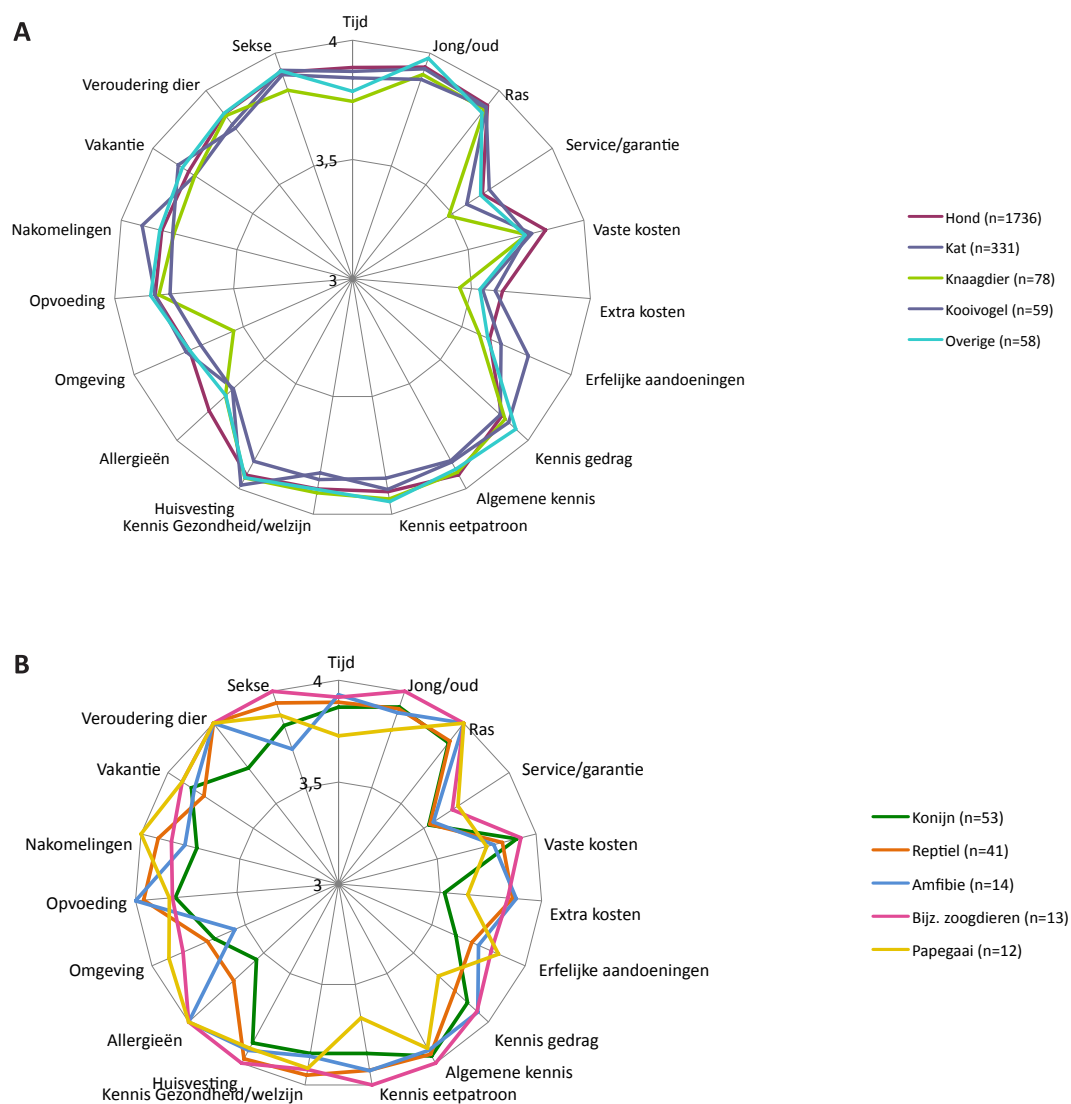 A
Tijd
4
Jong/oud
Sekse
Ras
Veroudering dier
Service/garantie
Vakantie
3,5
Vaste kosten
Nakomelingen
3
Extra kosten
Opvoeding
Erfelijke aandoeningen
Omgeving
Kennis gedrag
Allergieën
Algemene kennis
Huisvesting
Kennis Gezondheid/welzijn
Kennis eetpatroon
Hond (n=1736)
Kat (n=331)
Knaagdier (n=78)
Kooivogel (n=59)
Overige (n=58)
B
Tijd
4
Jong/oud
Sekse
Ras
Veroudering dier
Service/garantie
Vakantie
3,5
Vaste kosten
Nakomelingen
3
Extra kosten
Opvoeding
Erfelijke aandoeningen
Omgeving
Kennis gedrag
Allergieën
Algemene kennis
Huisvesting
Kennis Gezondheid/welzijn
Kennis eetpatroon
Konijn (n=53)
Reptiel (n=41)
Amfibie (n=14)
Bijz. zoogdieren (n=13)
Papegaai (n=12)